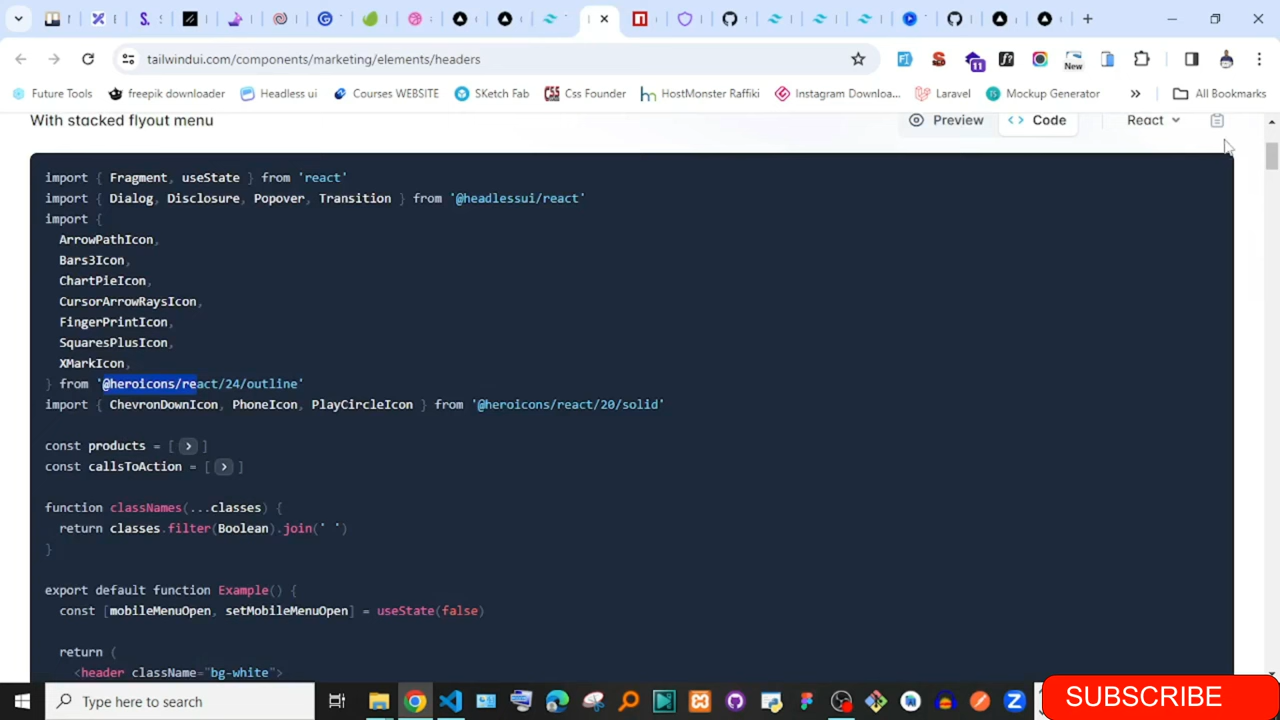 tailwindui.com/components/marketing/elements/headers
11
New
Future Tools
freepik downloader
Headless ui
Courses WEBSITE
SKetch Fab
Css Founder
HostMonster Raffiki
Instagram Downloa...
Laravel
Mockup Generator
All Bookmarks
With stacked flyout menu
Preview
Code
React
import { Fragment, useState } from 'react'
import { Dialog, Disclosure, Popover, Transition } from '@headlessui/react'
import {
ArrowPathIcon,
Bars3Icon,
ChartPieIcon,
CursorArrowRaysIcon,
FingerPrintIcon,
SquaresPlusIcon,
XMarkIcon,
} from '@heroicons/react/24/outline'
import { ChevronDownIcon, PhoneIcon, PlayCircleIcon } from '@heroicons/react/20/solid'
const products = [ > ]
const callsToAction = [ > ]
function classNames(...classes) {
return classes.filter(Boolean).join(' ')
}
export default function Example() {
const [mobileMenuOpen, setMobileMenuOpen] = useState(false)
return (
<header className="bg-white">
Type here to search
SUBSCRIBE